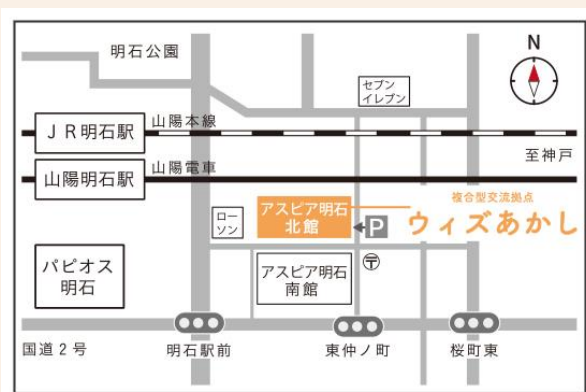 明石公園
N
セブン
イレブン
山陽本線
JR明石駅
至神戸
山陽電車
山陽明石駅
複合型交流拠点
ウィズあかし
アスピア明石
北館
P
ロー
ソン
〒
パピオス
明石
アスピア明石
南館
国道2号
明石駅前
東仲ノ町
桜町東